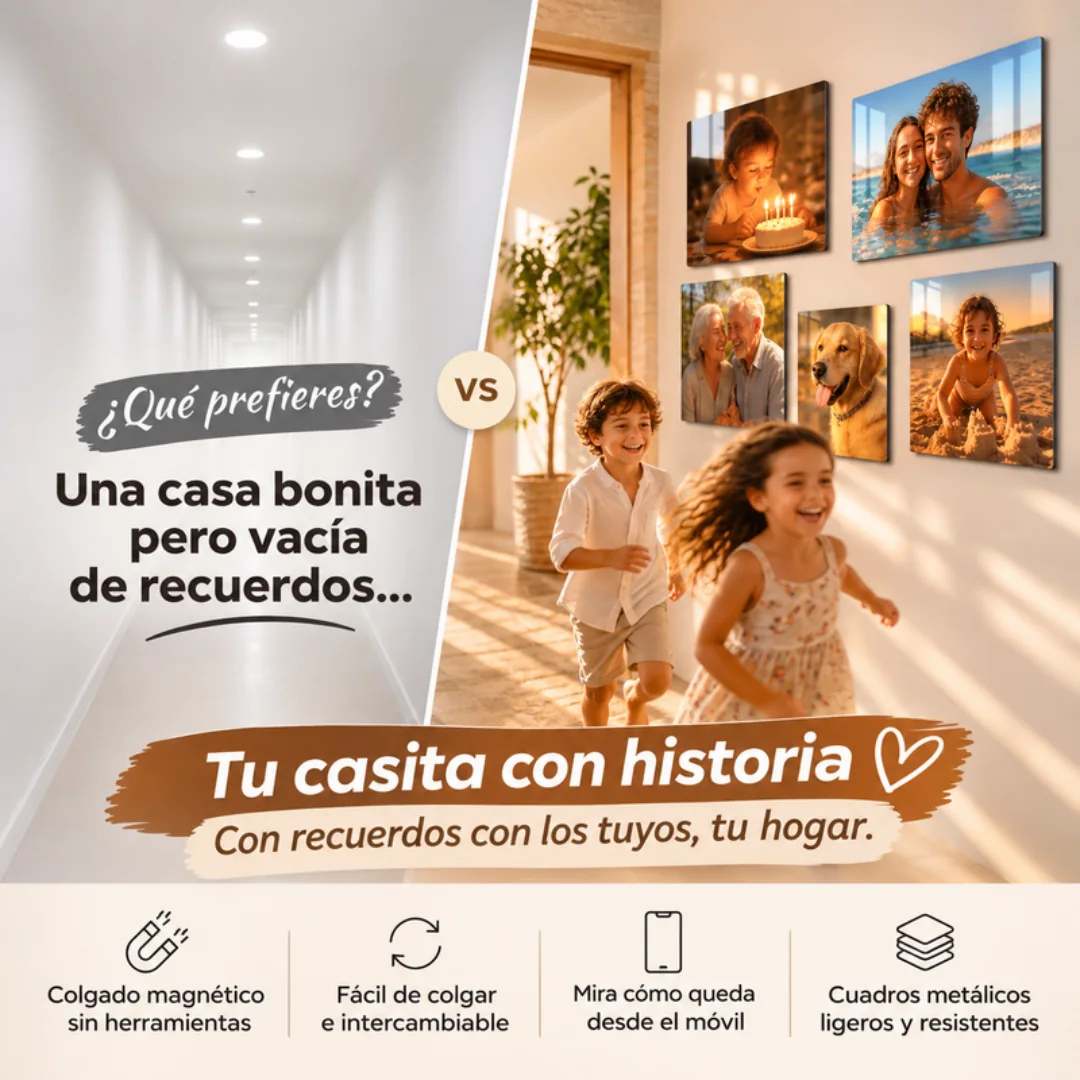 ¿Qué prefieres?
Una casa bonita
pero vacía
de recuerdos...
VS
Tu casita con historia
Con recuerdos con los tuyos, tu hogar.
Colgado magnético
sin herramientas
Fácil de colgar
e intercambiable
Mira cómo queda
desde el móvil
Cuadros metálicos
ligeros y resistentes